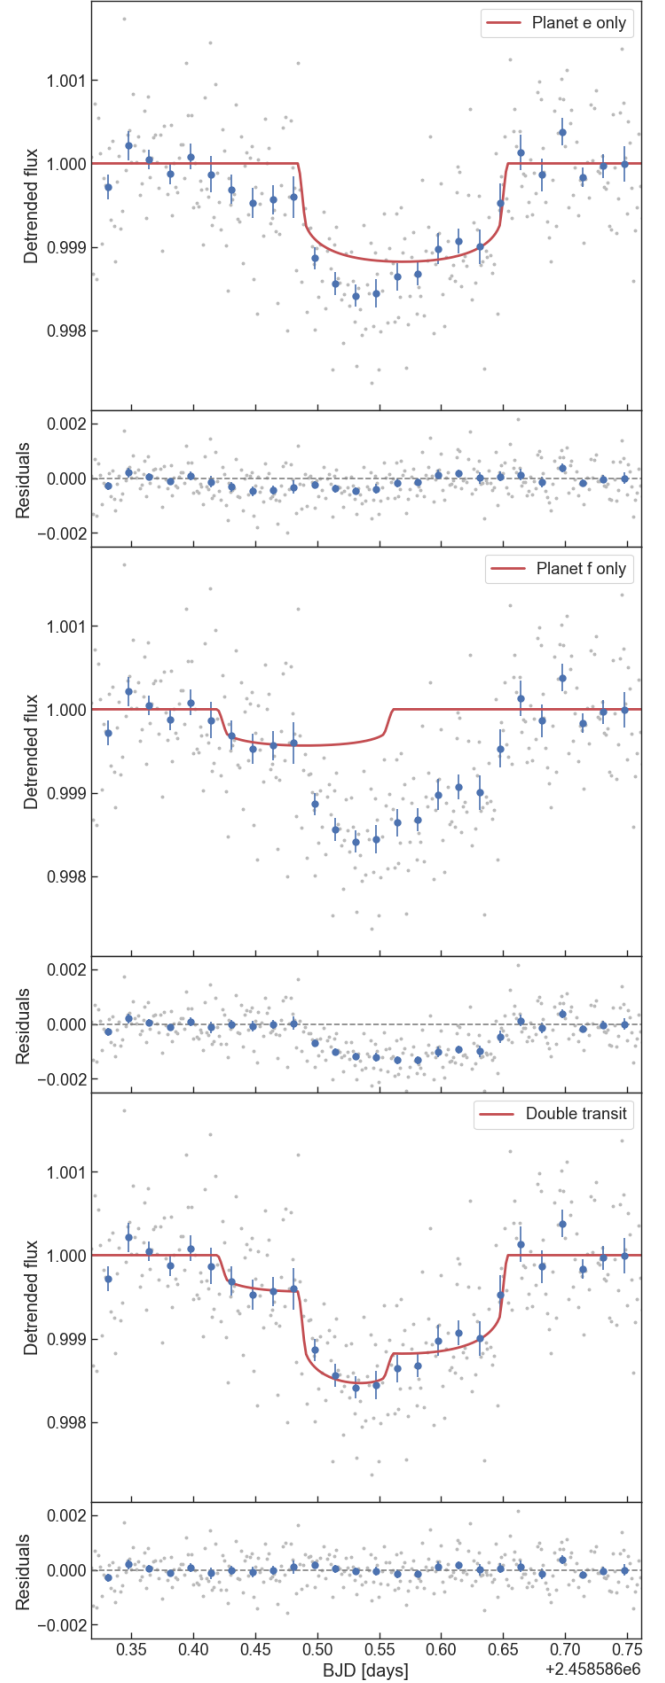 Planet e only
1.001
1.000
0.999
0.998
Detrended flux
0.002
0.000
−0.002
Residuals
Planet f only
1.001
1.000
0.999
0.998
Detrended flux
0.002
0.000
−0.002
Residuals
Double transit
1.001
1.000
0.999
0.998
Detrended flux
0.002
0.000
−0.002
Residuals
0.35 0.40 0.45 0.50 0.55 0.60 0.65 0.70 0.75
BJD [days]
+2.458586e6